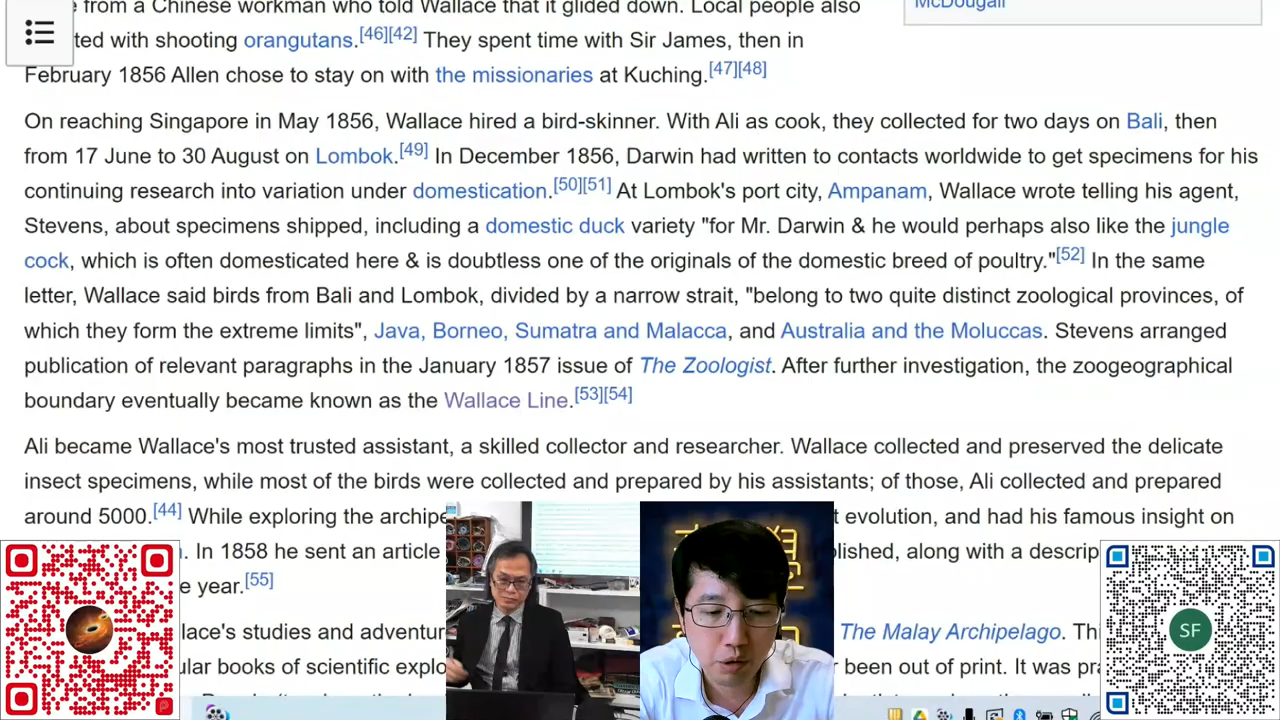 from a Chinese workman who told Wallace that it glided down. Local people also
McDougall
ted with shooting orangutans.[46][42] They spent time with Sir James, then in
February 1856 Allen chose to stay on with the missionaries at Kuching.[47][48]
On reaching Singapore in May 1856, Wallace hired a bird-skinner. With Ali as cook, they collected for two days on Bali, then
from 17 June to 30 August on Lombok.[49] In December 1856, Darwin had written to contacts worldwide to get specimens for his
continuing research into variation under domestication.[50][51] At Lombok's port city, Ampanam, Wallace wrote telling his agent,
Stevens, about specimens shipped, including a domestic duck variety "for Mr. Darwin & he would perhaps also like the jungle
cock, which is often domesticated here & is doubtless one of the originals of the domestic breed of poultry."[52] In the same
letter, Wallace said birds from Bali and Lombok, divided by a narrow strait, "belong to two quite distinct zoological provinces, of
which they form the extreme limits", Java, Borneo, Sumatra and Malacca, and Australia and the Moluccas. Stevens arranged
publication of relevant paragraphs in the January 1857 issue of The Zoologist. After further investigation, the zoogeographical
boundary eventually became known as the Wallace Line.[53][54]
Ali became Wallace's most trusted assistant, a skilled collector and researcher. Wallace collected and preserved the delicate
insect specimens, while most of the birds were collected and prepared by his assistants; of those, Ali collected and prepared
around 5000.[44] While exploring the archipe t evolution, and had his famous insight on
. In 1858 he sent an article lished, along with a descrip
e year.[55]
lace's studies and adventur The Malay Archipelago. Thi
ular books of scientific explo been out of print. It was pra
SF